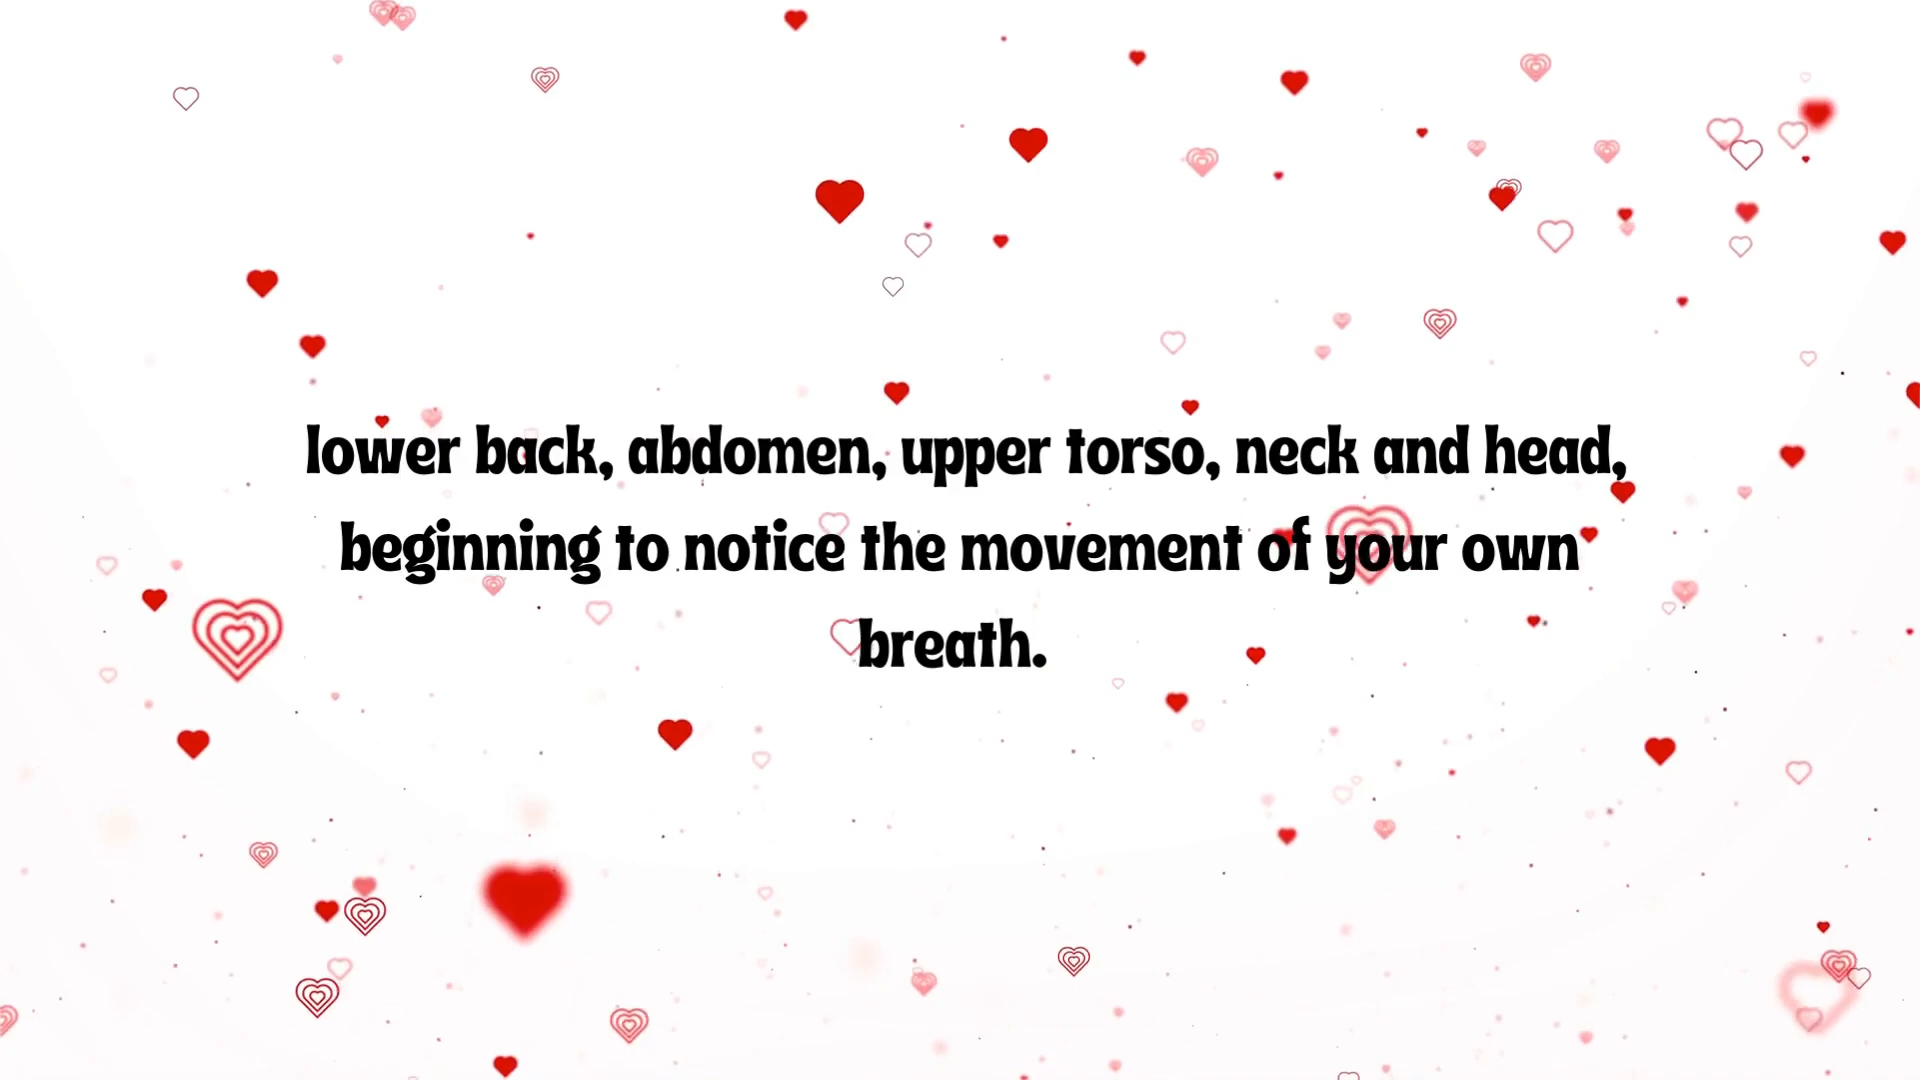 lower back, abdomen, upper torso, neck and head,
beginning to notice the movement of your own
breath.